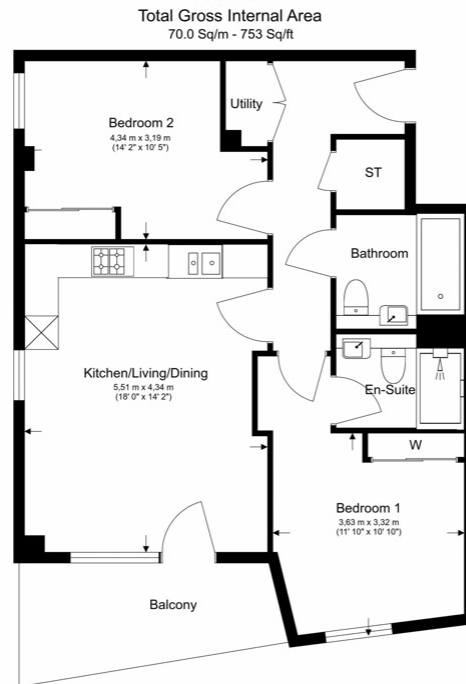 Total Gross Internal Area
70.0 Sq/m - 753 Sq/ft
Utility
Bedroom 2
4,34 m x 3,19 m
(14' 2" x 10' 5")
ST
Bathroom
Kitchen/Living/Dining
5,51 m x 4,34 m
(18' 0" x 14' 2")
En-Suite
W
Bedroom 1
3,63 m x 3,32 m
(11' 10" x 10' 10")
Balcony